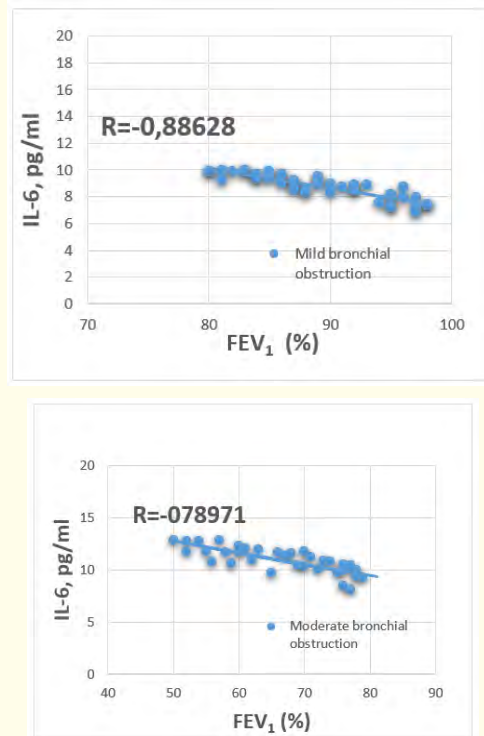 20
18
16
14
12
10
8
6
4
2
0
IL-6, pg/ml
R=-0,88628
Mild bronchial
obstruction
70 80 90 100
FEV₁ (%)
20
15
10
5
0
IL-6, pg/ml
R=-078971
Moderate bronchial
obstruction
40 50 60 70 80 90
FEV₁ (%)